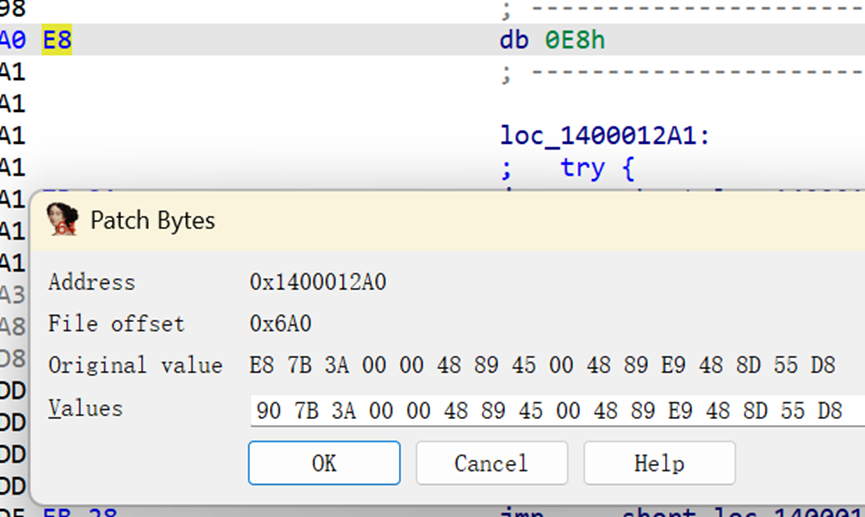 98 ; -----------------------
A0 E8 db 0E8h
A1 ; -----------------------
A1
A1 loc_1400012A1:
A1 ; try {
A1
Patch Bytes
A1
A1
Address 0x1400012A0
A3
File offset 0x6A0
A8
D8
Original value E8 7B 3A 00 00 48 89 45 00 48 89 E9 48 8D 55 D8
DD
Values 90 7B 3A 00 00 48 89 45 00 48 89 E9 48 8D 55 D8
DD
DD
OK Cancel Help
DD
EB 28 jmp short loc_14000